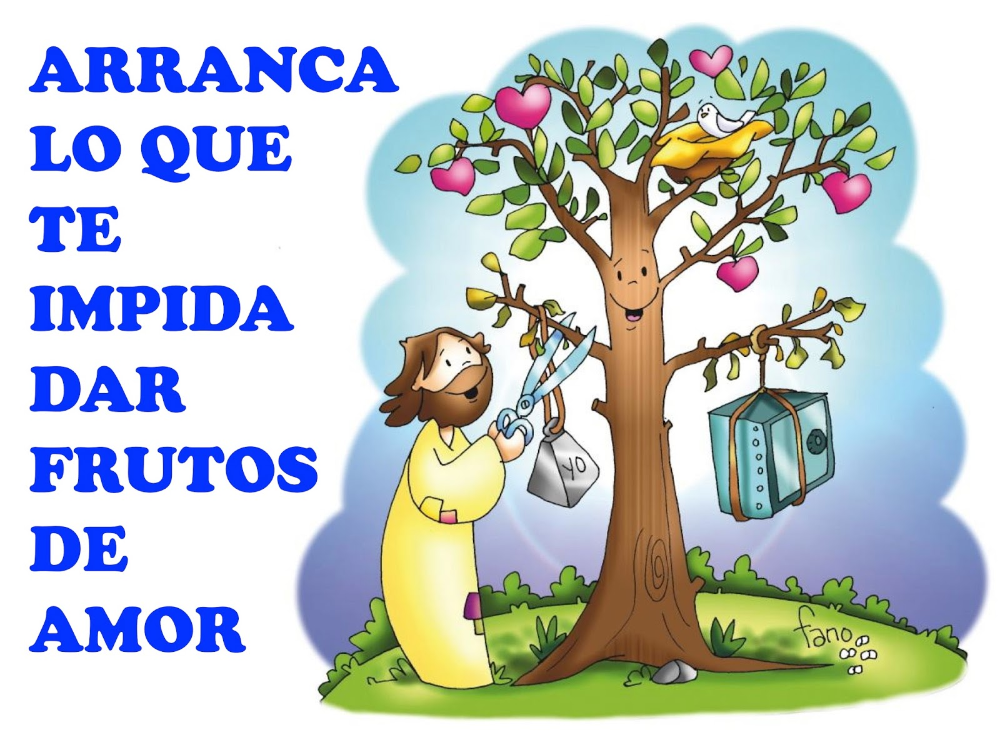 ARRANCA
LO QUE
TE
IMPIDA
DAR
FRUTOS
DE
AMOR
YO
fano